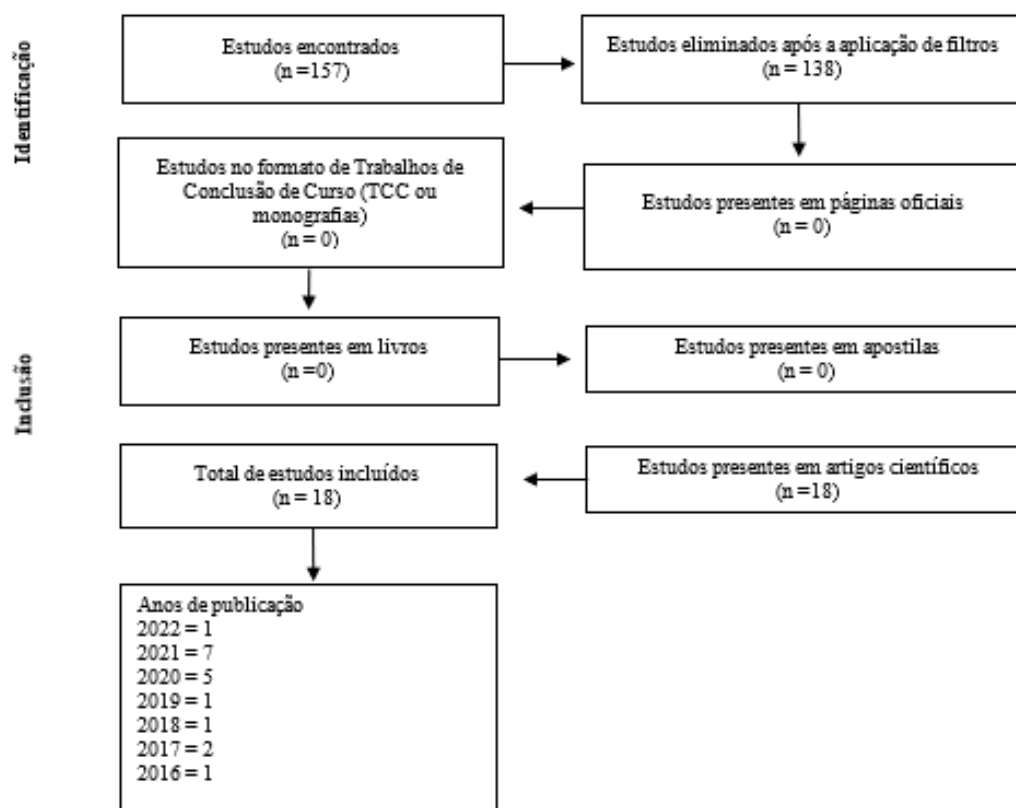 Identificação
Estudos encontrados
(n =157)
Estudos eliminados após a aplicação de filtros
(n = 138)
Estudos no formato de Trabalhos de
Conclusão de Curso (TCC ou
monografias)
(n = 0)
Estudos presentes em páginas oficiais
(n = 0)
Inclusão
Estudos presentes em livros
(n =0)
Estudos presentes em apostilas
(n = 0)
Total de estudos incluídos
(n = 18)
Estudos presentes em artigos científicos
(n =18)
Anos de publicação
2022 = 1
2021 = 7
2020 = 5
2019 = 1
2018 = 1
2017 = 2
2016 = 1